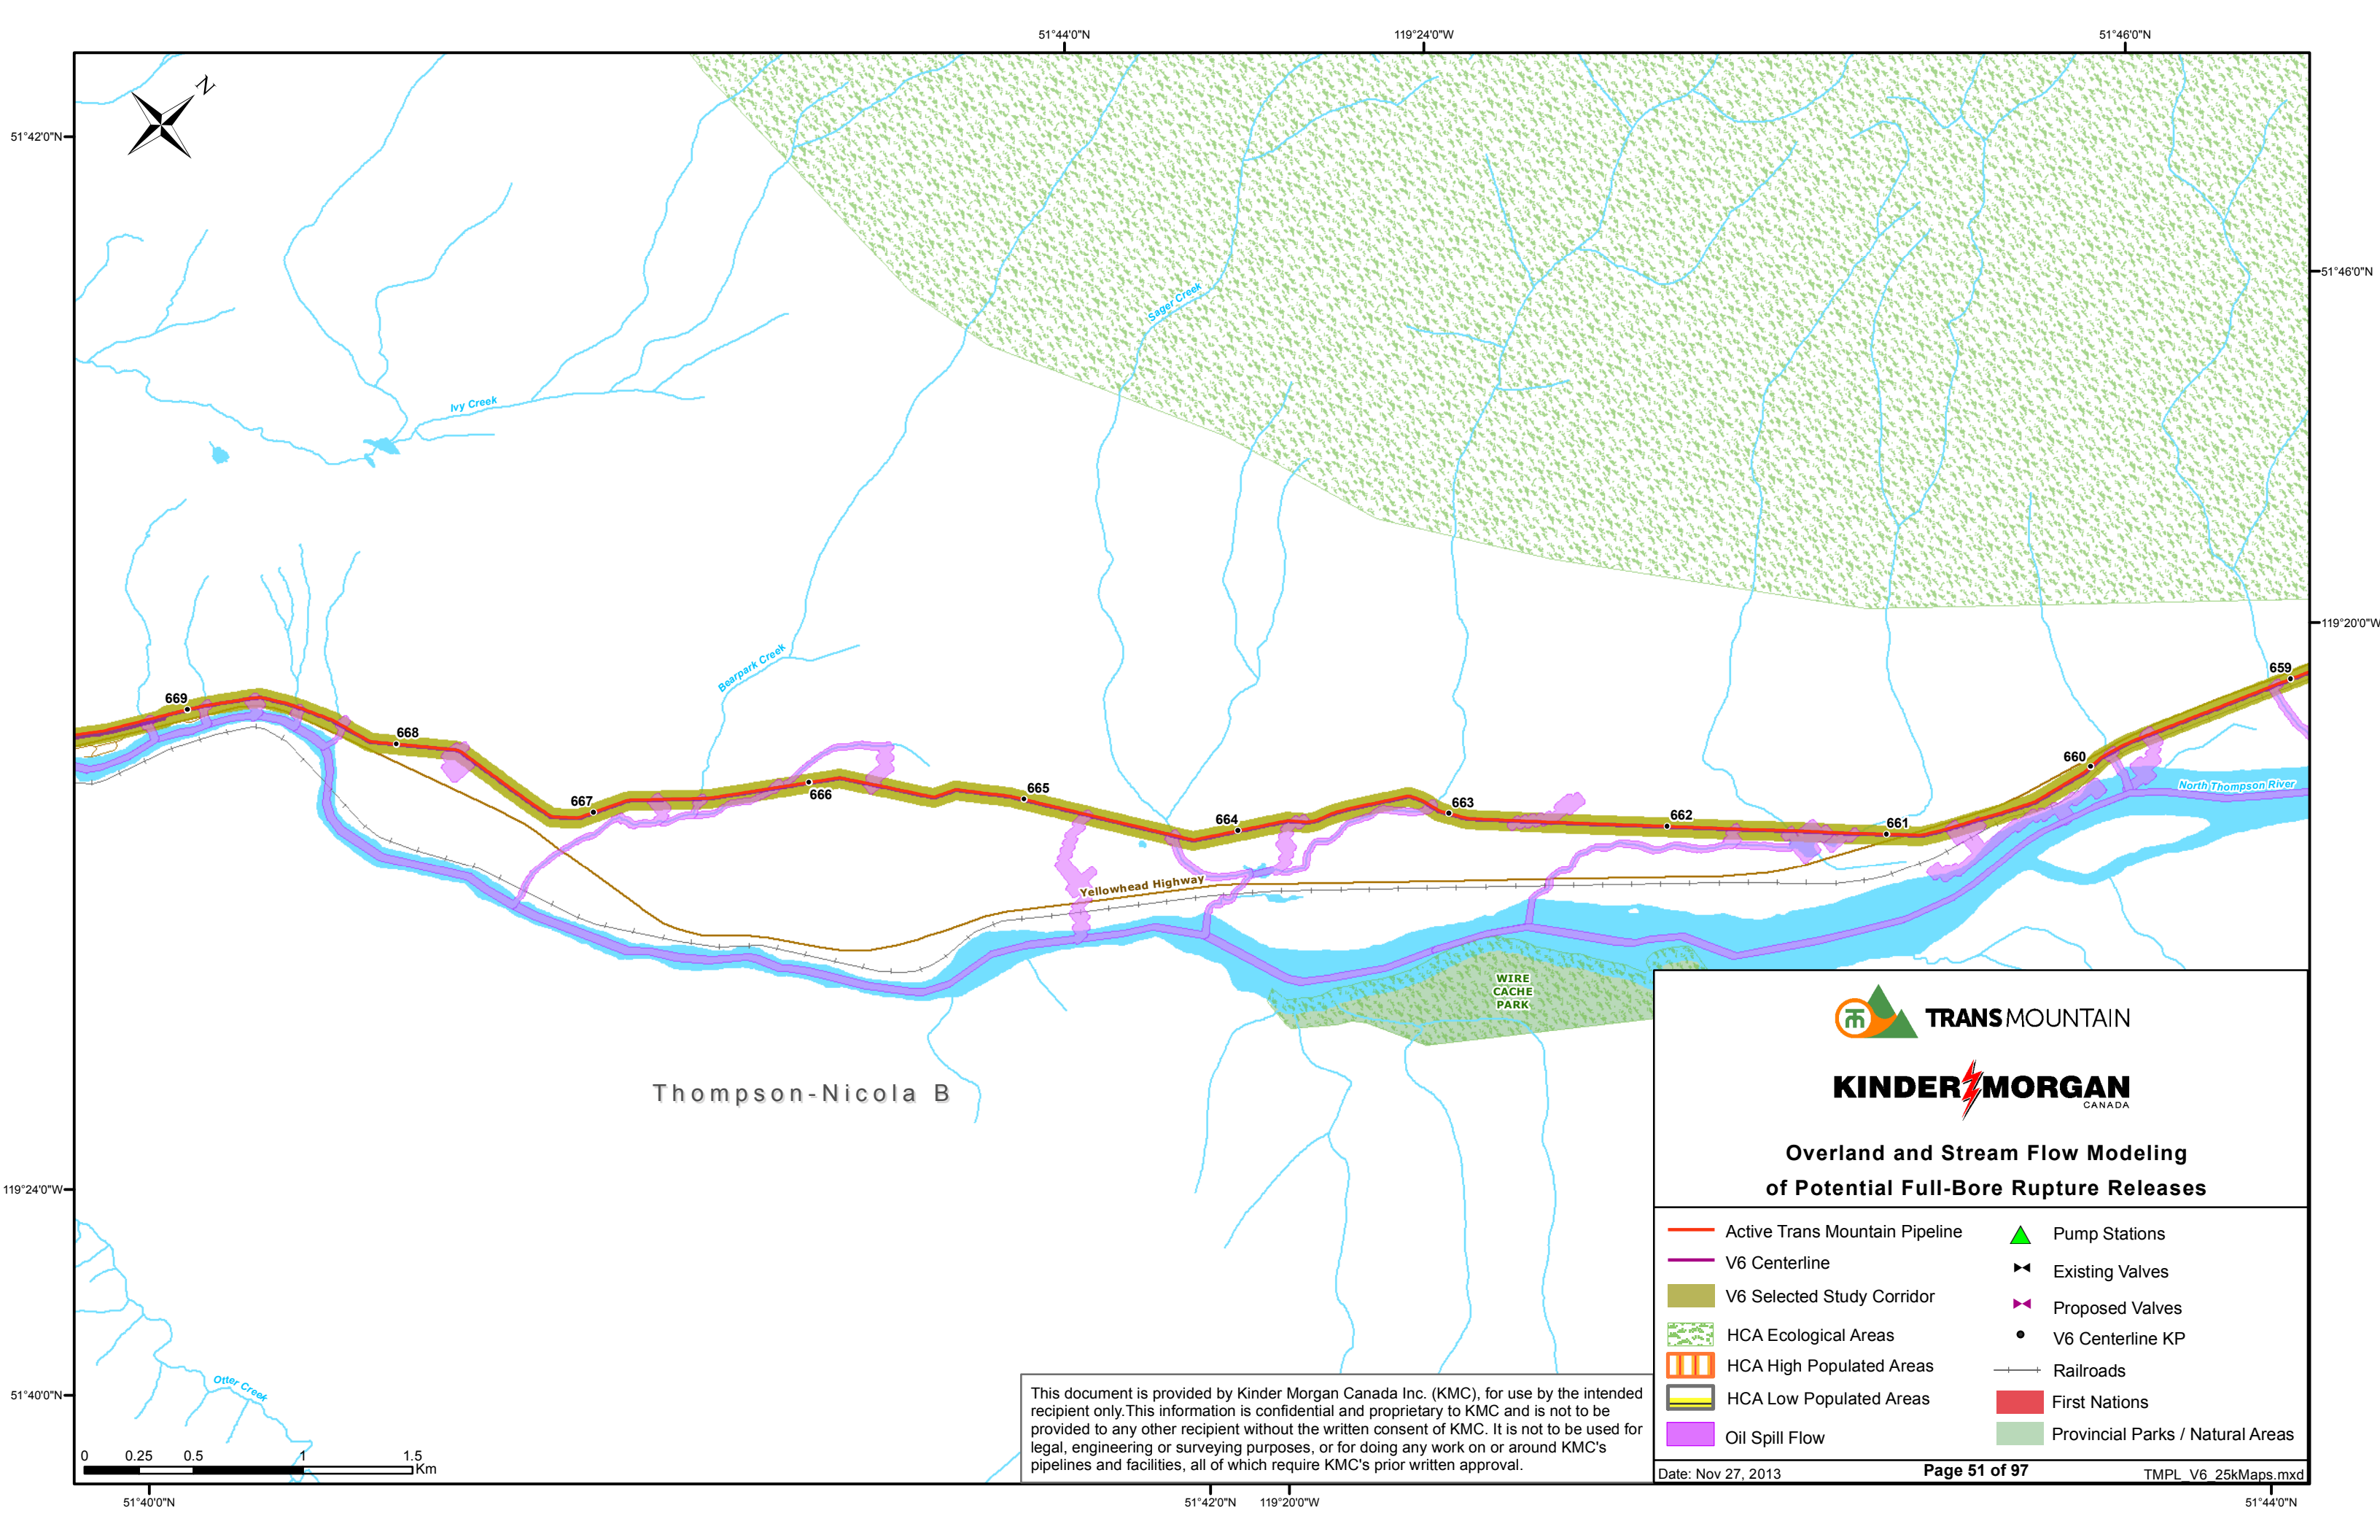 51°44'0"N
119°24'0"W
51°46'0"N
N
51°42'0"N
51°46'0"N
Sager Creek
Ivy Creek
119°20'0"W
Bearpark Creek
659
669
668
660
North Thompson River
667
666
665
664
663
662
661
Yellowhead Highway
WIRE
CACHE
PARK
Thompson-Nicola B
119°24'0"W
51°40'0"N
Otter Creek
0 0.25 0.5 1 1.5
Km
This document is provided by Kinder Morgan Canada Inc. (KMC), for use by the intended
recipient only.This information is confidential and proprietary to KMC and is not to be
provided to any other recipient without the written consent of KMC. It is not to be used for
legal, engineering or surveying purposes, or for doing any work on or around KMC's
pipelines and facilities, all of which require KMC's prior written approval.
TRANSMOUNTAIN
KINDER MORGAN
CANADA
Overland and Stream Flow Modeling
of Potential Full-Bore Rupture Releases
Active Trans Mountain Pipeline
V6 Centerline
V6 Selected Study Corridor
HCA Ecological Areas
HCA High Populated Areas
HCA Low Populated Areas
Oil Spill Flow
Pump Stations
Existing Valves
Proposed Valves
V6 Centerline KP
Railroads
First Nations
Provincial Parks / Natural Areas
Date: Nov 27, 2013
Page 51 of 97
TMPL_V6_25kMaps.mxd
51°40'0"N
51°42'0"N
119°20'0"W
51°44'0"N